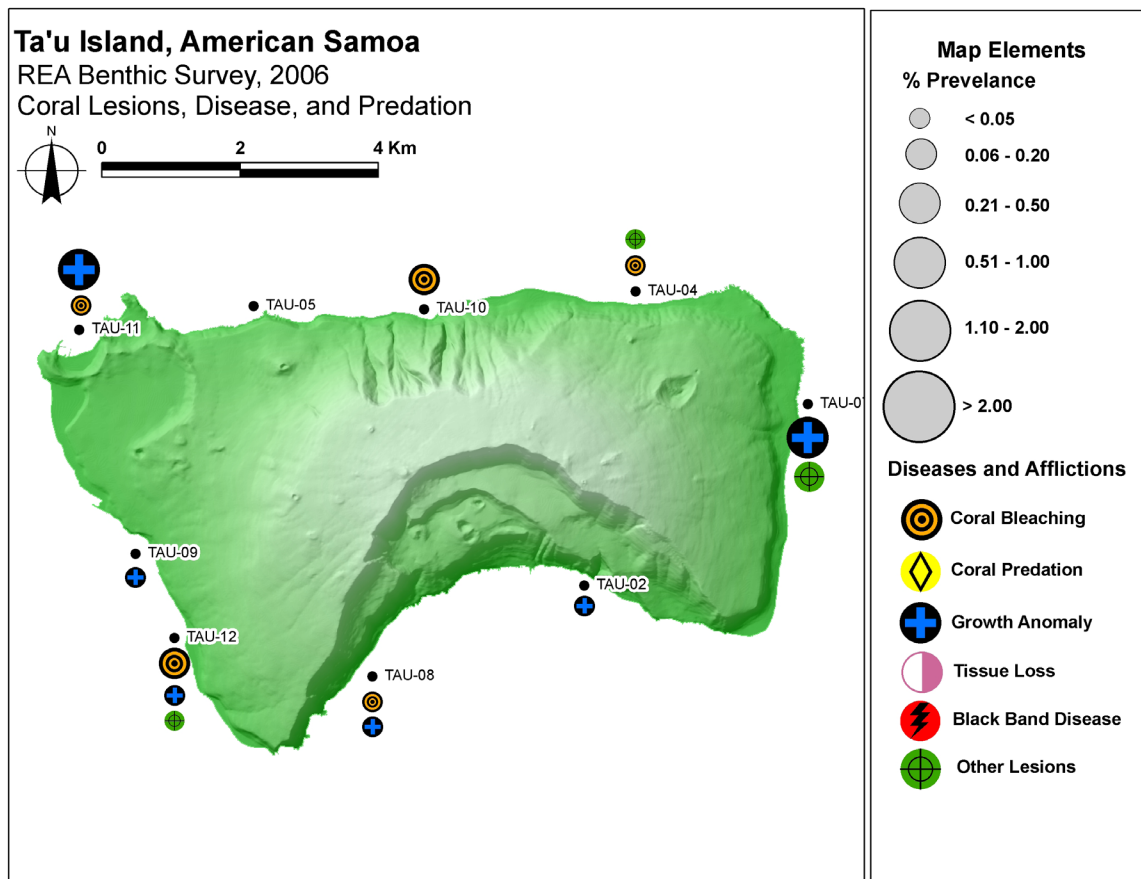 Ta'u Island, American Samoa
REA Benthic Survey, 2006
Coral Lesions, Disease, and Predation
N
0 2 4 Km
TAU-11
TAU-05
TAU-10
TAU-04
TAU-07
TAU-09
TAU-02
TAU-12
TAU-08
Map Elements
% Prevelance
< 0.05
0.06 - 0.20
0.21 - 0.50
0.51 - 1.00
1.10 - 2.00
> 2.00
Diseases and Afflictions
Coral Bleaching
Coral Predation
Growth Anomaly
Tissue Loss
Black Band Disease
Other Lesions